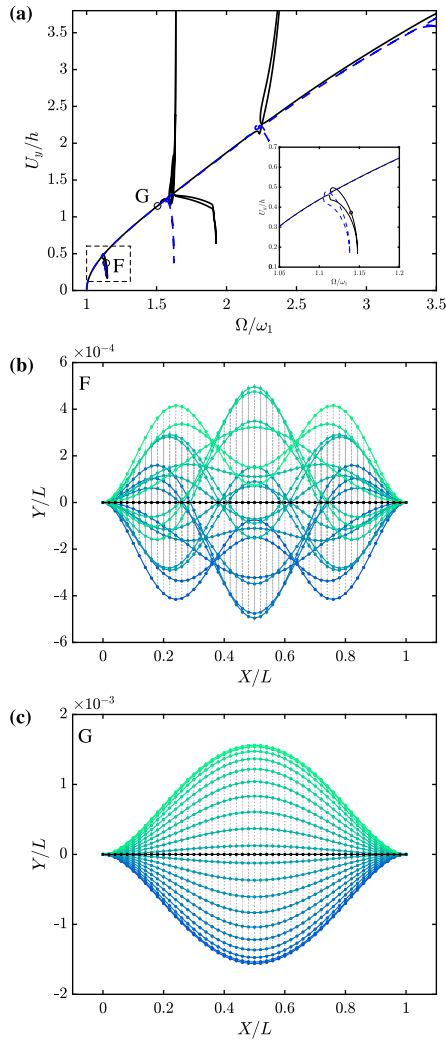 (a)
3.5
3
2.5
2
1.5
1
0.5
0
U_y/h
G
F
0.7
0.6
0.5
0.4
0.3
0.2
0.1
U_y/h
1.05 1.1 1.15 1.2
Ω/ω₁
1 1.5 2 2.5 3 3.5
Ω/ω₁
(b)
×10⁻⁴
F
6
4
2
0
-2
-4
-6
Y/L
0 0.2 0.4 0.6 0.8 1
X/L
(c)
×10⁻³
G
2
1
0
-1
-2
Y/L
0 0.2 0.4 0.6 0.8 1
X/L